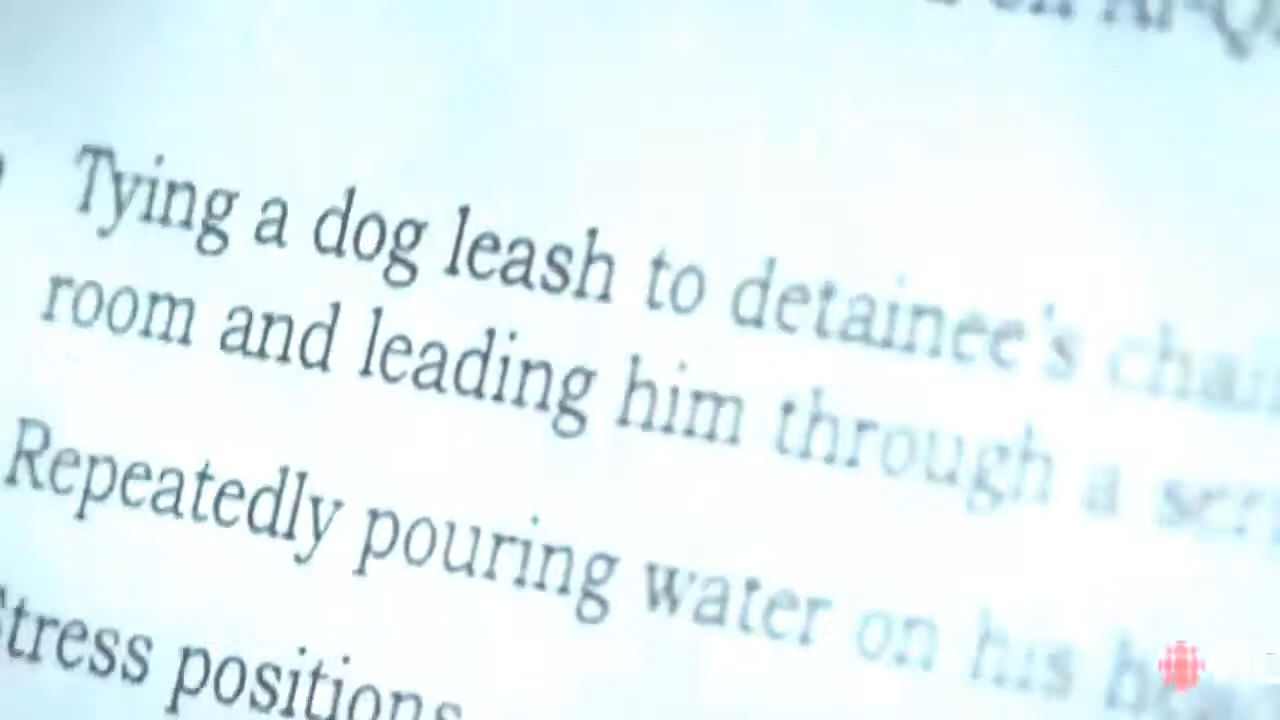 Tying a dog leash to detainee's
room and leading him through a
Repeatedly pouring water on his
Stress positions